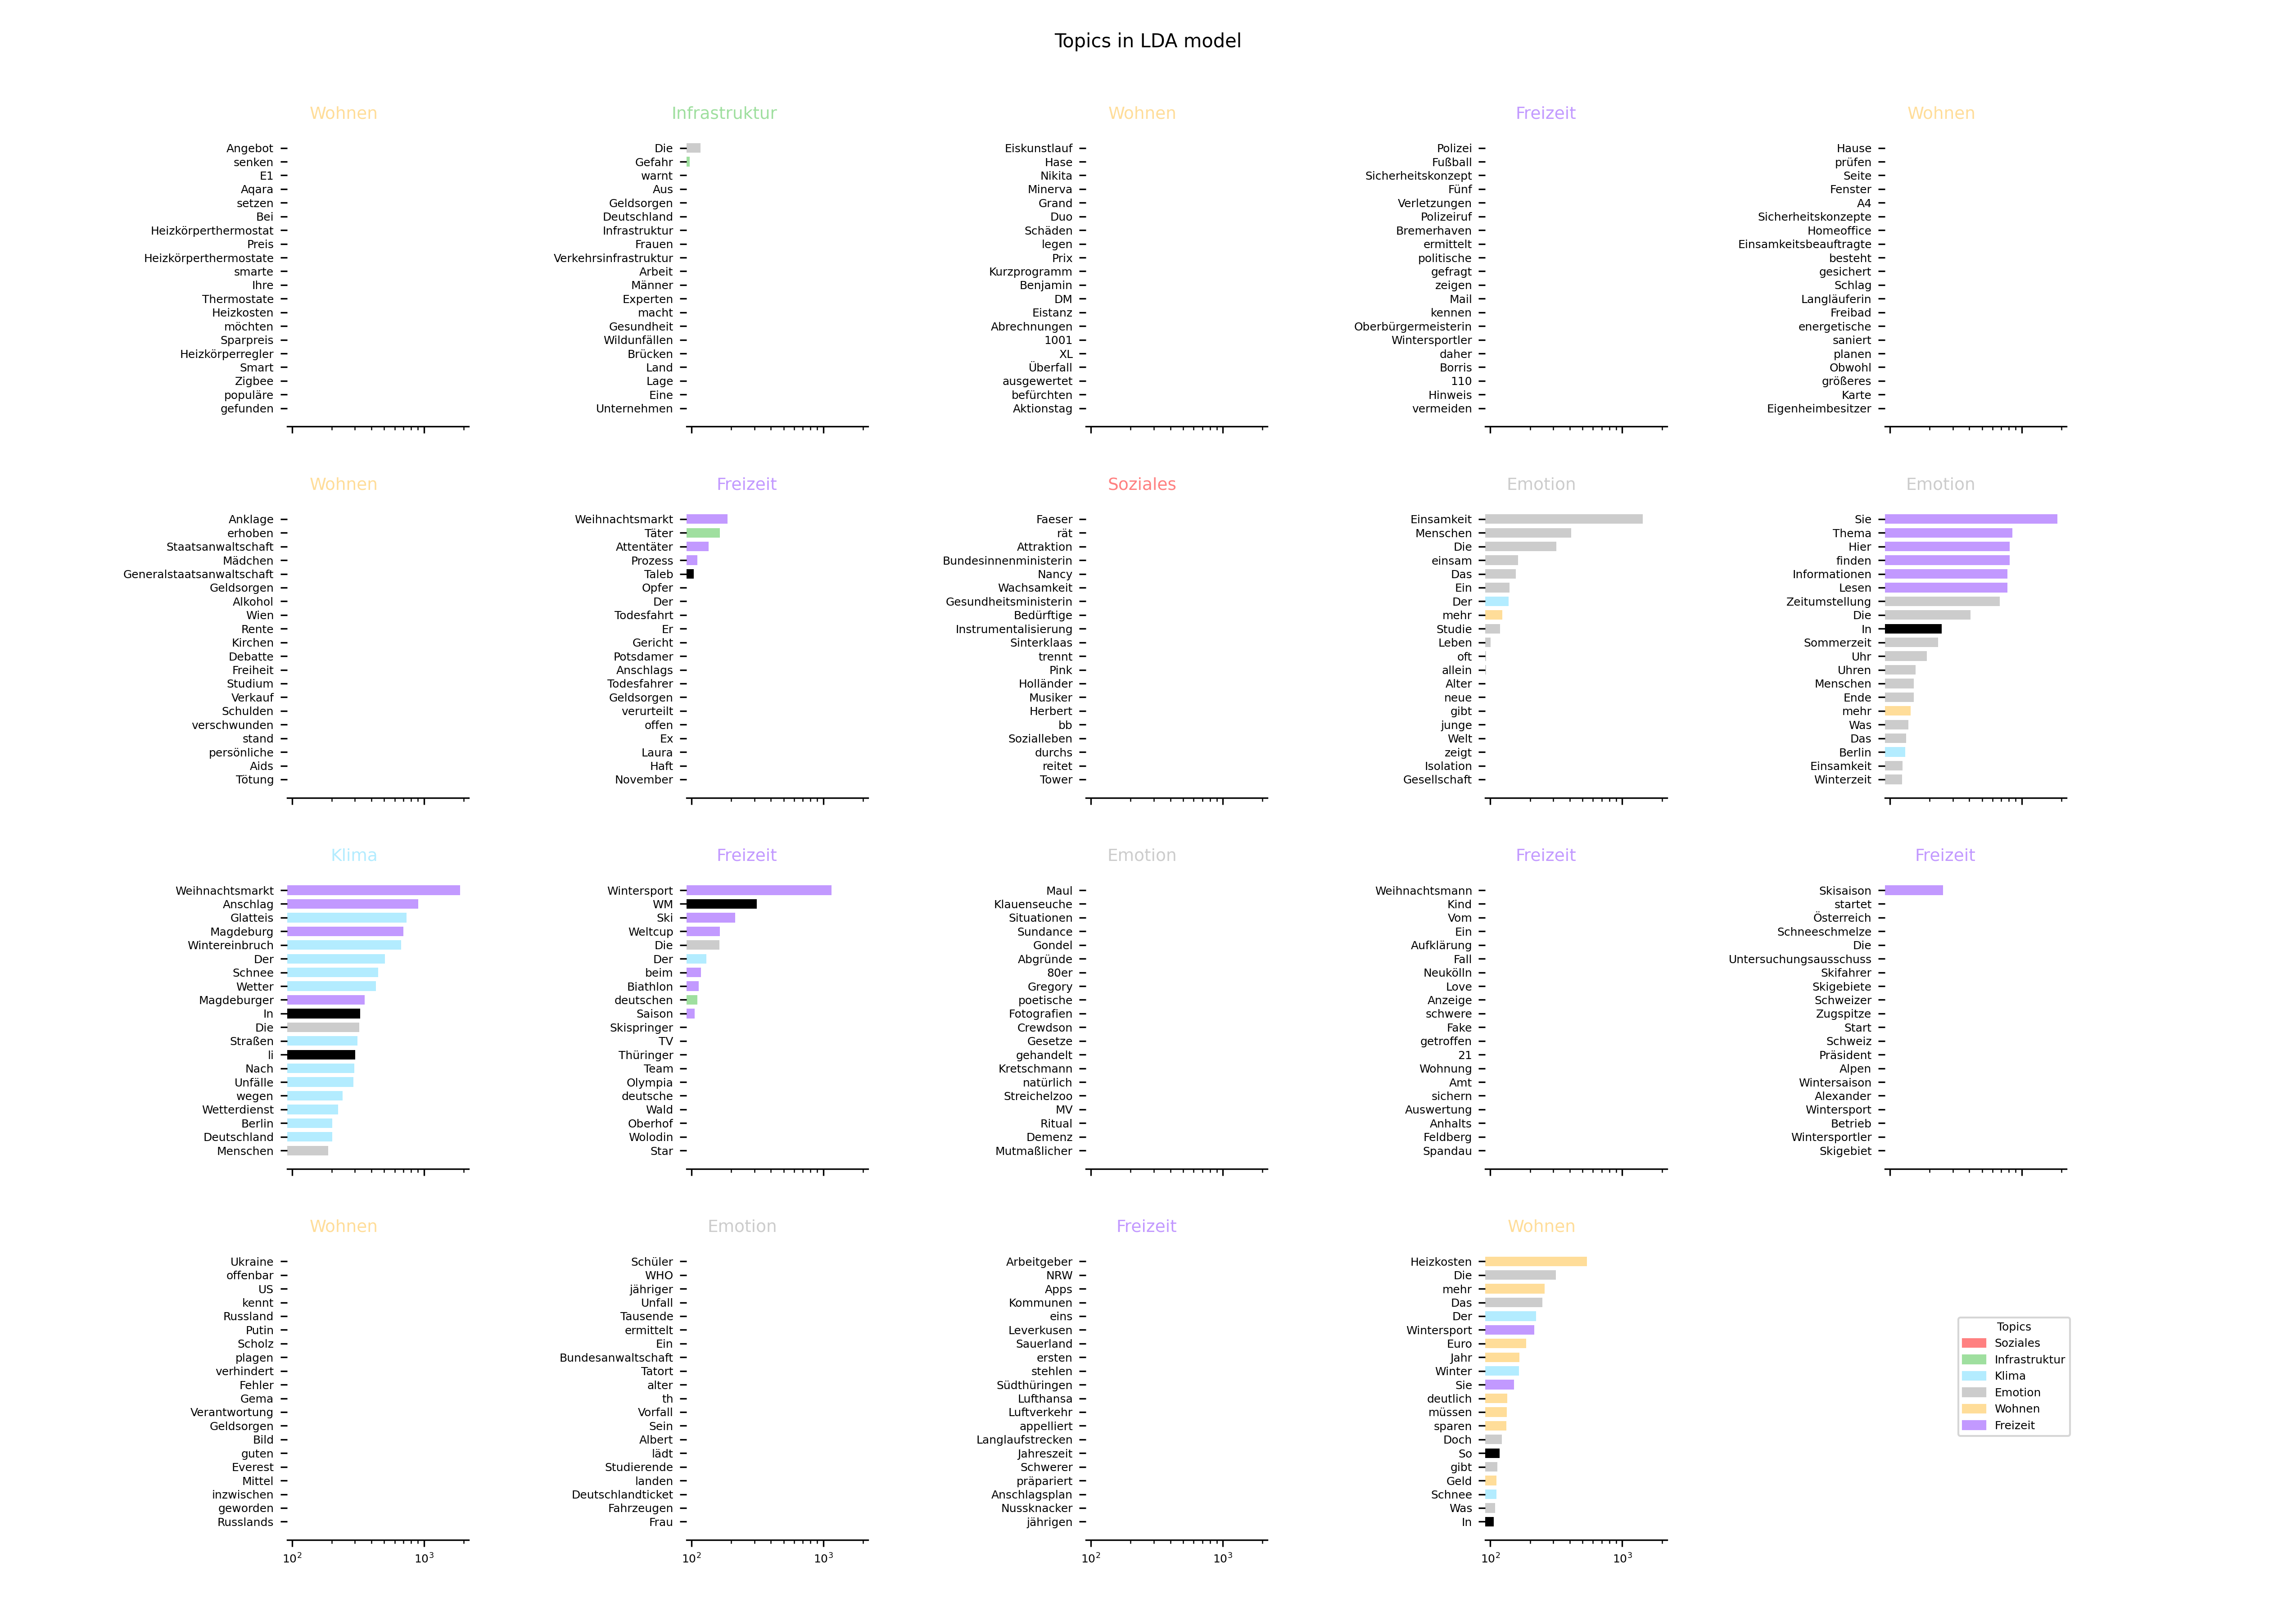 Topics in LDA model
Wohnen
Angebot
senken
E1
Aqara
setzen
Bei
Heizkörperthermostat
Preis
Heizkörperthermostate
smarte
Ihre
Thermostate
Heizkosten
möchten
Sparpreis
Heizkörperregler
Smart
Zigbee
populäre
gefunden
Infrastruktur
Die
Gefahr
warnt
Aus
Geldsorgen
Deutschland
Infrastruktur
Frauen
Verkehrsinfrastruktur
Arbeit
Männer
Experten
macht
Gesundheit
Wildunfällen
Brücken
Land
Lage
Eine
Unternehmen
Wohnen
Eiskunstlauf
Hase
Nikita
Minerva
Grand
Duo
Schäden
legen
Prix
Kurzprogramm
Benjamin
DM
Eistanz
Abrechnungen
1001
XL
Überfall
ausgewertet
befürchten
Aktionstag
Freizeit
Polizei
Fußball
Sicherheitskonzept
Fünf
Verletzungen
Polizeiruf
Bremerhaven
ermittelt
politische
gefragt
zeigen
Mail
kennen
Oberbürgermeisterin
Wintersportler
daher
Borris
110
Hinweis
vermeiden
Wohnen
Hause
prüfen
Seite
Fenster
A4
Sicherheitskonzepte
Homeoffice
Einsamkeitsbeauftragte
besteht
gesichert
Schlag
Langläuferin
Freibad
energetische
saniert
planen
Obwohl
größeres
Karte
Eigenheimbesitzer
Wohnen
Anklage
erhoben
Staatsanwaltschaft
Mädchen
Generalstaatsanwaltschaft
Geldsorgen
Alkohol
Wien
Rente
Kirchen
Debatte
Freiheit
Studium
Verkauf
Schulden
verschwunden
stand
persönliche
Aids
Tötung
Freizeit
Weihnachtsmarkt
Täter
Attentäter
Prozess
Taleb
Opfer
Der
Todesfahrt
Er
Gericht
Potsdamer
Anschlags
Todesfahrer
Geldsorgen
verurteilt
offen
Ex
Laura
Haft
November
Soziales
Faeser
rät
Attraktion
Bundesinnenministerin
Nancy
Wachsamkeit
Gesundheitsministerin
Bedürftige
Instrumentalisierung
Sinterklaas
trennt
Pink
Holländer
Musiker
Herbert
bb
Sozialleben
durchs
reitet
Tower
Emotion
Einsamkeit
Menschen
Die
einsam
Das
Ein
Der
mehr
Studie
Leben
oft
allein
Alter
neue
gibt
junge
Welt
zeigt
Isolation
Gesellschaft
Emotion
Sie
Thema
Hier
finden
Informationen
Lesen
Zeitumstellung
Die
In
Sommerzeit
Uhr
Uhren
Menschen
Ende
mehr
Was
Das
Berlin
Einsamkeit
Winterzeit
Klima
Weihnachtsmarkt
Anschlag
Glatteis
Magdeburg
Wintereinbruch
Der
Schnee
Wetter
Magdeburger
In
Die
Straßen
li
Nach
Unfälle
wegen
Wetterdienst
Berlin
Deutschland
Menschen
Freizeit
Wintersport
WM
Ski
Weltcup
Die
Der
beim
Biathlon
deutschen
Saison
Skispringer
TV
Thüringer
Team
Olympia
deutsche
Wald
Oberhof
Wolodin
Star
Emotion
Maul
Klauenseuche
Situationen
Sundance
Gondel
Abgründe
80er
Gregory
poetische
Fotografien
Crewdson
Gesetze
gehandelt
Kretschmann
natürlich
Streichelzoo
MV
Ritual
Demenz
Mutmaßlicher
Freizeit
Weihnachtsmann
Kind
Vom
Ein
Aufklärung
Fall
Neukölln
Love
Anzeige
schwere
Fake
getroffen
21
Wohnung
Amt
sichern
Auswertung
Anhalts
Feldberg
Spandau
Freizeit
Skisaison
startet
Österreich
Schneeschmelze
Die
Untersuchungsausschuss
Skifahrer
Skigebiete
Schweizer
Zugspitze
Start
Schweiz
Präsident
Alpen
Wintersaison
Alexander
Wintersport
Betrieb
Wintersportler
Skigebiet
Wohnen
Ukraine
offenbar
US
kennt
Russland
Putin
Scholz
plagen
verhindert
Fehler
Gema
Verantwortung
Geldsorgen
Bild
guten
Everest
Mittel
inzwischen
geworden
Russlands
10² 10³
Emotion
Schüler
WHO
jähriger
Unfall
Tausende
ermittelt
Ein
Bundesanwaltschaft
Tatort
alter
th
Vorfall
Sein
Albert
lädt
Studierende
landen
Deutschlandticket
Fahrzeugen
Frau
10² 10³
Freizeit
Arbeitgeber
NRW
Apps
Kommunen
eins
Leverkusen
Sauerland
ersten
stehlen
Südthüringen
Lufthansa
Luftverkehr
appelliert
Langlaufstrecken
Jahreszeit
Schwerer
präpariert
Anschlagsplan
Nussknacker
jährigen
10² 10³
Wohnen
Heizkosten
Die
mehr
Das
Der
Wintersport
Euro
Jahr
Winter
Sie
deutlich
müssen
sparen
Doch
So
gibt
Geld
Schnee
Was
In
10² 10³
Topics
Soziales
Infrastruktur
Klima
Emotion
Wohnen
Freizeit